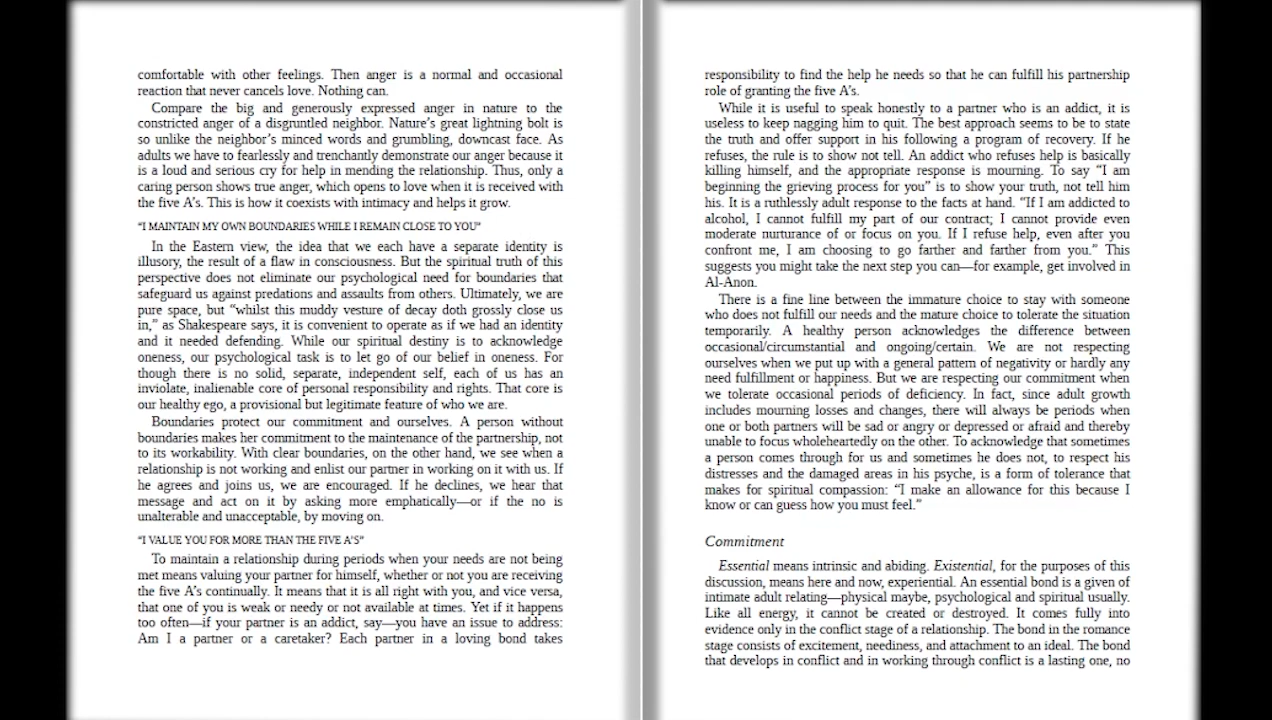 comfortable with other feelings. Then anger is a normal and occasional
reaction that never cancels love. Nothing can.
Compare the big and generously expressed anger in nature to the
constricted anger of a disgruntled neighbor. Nature’s great lightning bolt is
so unlike the neighbor’s minced words and grumbling, downcast face. As
adults we have to fearlessly and trenchantly demonstrate our anger because it
is a loud and serious cry for help in mending the relationship. Thus, only a
caring person shows true anger, which opens to love when it is received with
the five A’s. This is how it coexists with intimacy and helps it grow.
“I MAINTAIN MY OWN BOUNDARIES WHILE I REMAIN CLOSE TO YOU”
In the Eastern view, the idea that we each have a separate identity is
illusory, the result of a flaw in consciousness. But the spiritual truth of this
perspective does not eliminate our psychological need for boundaries that
safeguard us against predations and assaults from others. Ultimately, we are
pure space, but “whilst this muddy vesture of decay doth grossly close us
in,” as Shakespeare says, it is convenient to operate as if we had an identity
and it needed defending. While our spiritual destiny is to acknowledge
oneness, our psychological task is to let go of our belief in oneness. For
though there is no solid, separate, independent self, each of us has an
inviolate, inalienable core of personal responsibility and rights. That core is
our healthy ego, a provisional but legitimate feature of who we are.
Boundaries protect our commitment and ourselves. A person without
boundaries makes her commitment to the maintenance of the partnership, not
to its workability. With clear boundaries, on the other hand, we see when a
relationship is not working and enlist our partner in working on it with us. If
he agrees and joins us, we are encouraged. If he declines, we hear that
message and act on it by asking more emphatically—or if the no is
unalterable and unacceptable, by moving on.
“I VALUE YOU FOR MORE THAN THE FIVE A’S”
To maintain a relationship during periods when your needs are not being
met means valuing your partner for himself, whether or not you are receiving
the five A’s continually. It means that it is all right with you, and vice versa,
that one of you is weak or needy or not available at times. Yet if it happens
too often—if your partner is an addict, say—you have an issue to address:
Am I a partner or a caretaker? Each partner in a loving bond takes
responsibility to find the help he needs so that he can fulfill his partnership
role of granting the five A’s.
While it is useful to speak honestly to a partner who is an addict, it is
useless to keep nagging him to quit. The best approach seems to be to state
the truth and offer support in his following a program of recovery. If he
refuses, the rule is to show not tell. An addict who refuses help is basically
killing himself, and the appropriate response is mourning. To say “I am
beginning the grieving process for you” is to show your truth, not tell him
his. It is a ruthlessly adult response to the facts at hand. “If I am addicted to
alcohol, I cannot fulfill my part of our contract; I cannot provide even
moderate nurturance of or focus on you. If I refuse help, even after you
confront me, I am choosing to go farther and farther from you.” This
suggests you might take the next step you can—for example, get involved in
Al-Anon.
There is a fine line between the immature choice to stay with someone
who does not fulfill our needs and the mature choice to tolerate the situation
temporarily. A healthy person acknowledges the difference between
occasional/circumstantial and ongoing/certain. We are not respecting
ourselves when we put up with a general pattern of negativity or hardly any
need fulfillment or happiness. But we are respecting our commitment when
we tolerate occasional periods of deficiency. In fact, since adult growth
includes mourning losses and changes, there will always be periods when
one or both partners will be sad or angry or depressed or afraid and thereby
unable to focus wholeheartedly on the other. To acknowledge that sometimes
a person comes through for us and sometimes he does not, to respect his
distresses and the damaged areas in his psyche, is a form of tolerance that
makes for spiritual compassion: “I make an allowance for this because I
know or can guess how you must feel.”
Commitment
Essential means intrinsic and abiding. Existential, for the purposes of this
discussion, means here and now, experiential. An essential bond is a given of
intimate adult relating—physical maybe, psychological and spiritual usually.
Like all energy, it cannot be created or destroyed. It comes fully into
evidence only in the conflict stage of a relationship. The bond in the romance
stage consists of excitement, neediness, and attachment to an ideal. The bond
that develops in conflict and in working through conflict is a lasting one, no